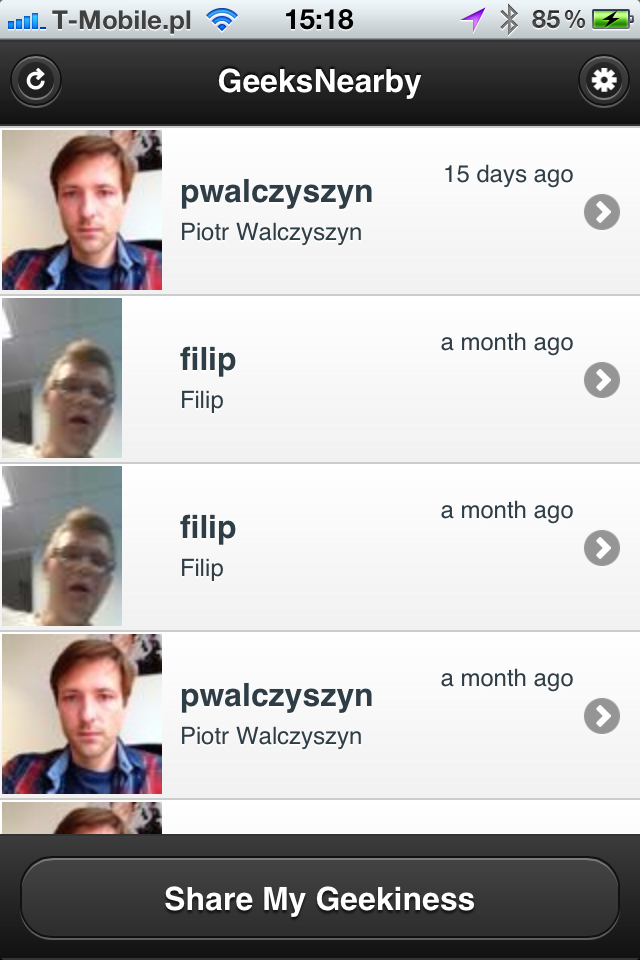 T-Mobile.pl 15:18 85%
GeeksNearby
pwalczyszyn
15 days ago
Piotr Walczyszyn
filip
a month ago
Filip
filip
a month ago
Filip
pwalczyszyn
a month ago
Piotr Walczyszyn
Share My Geekiness